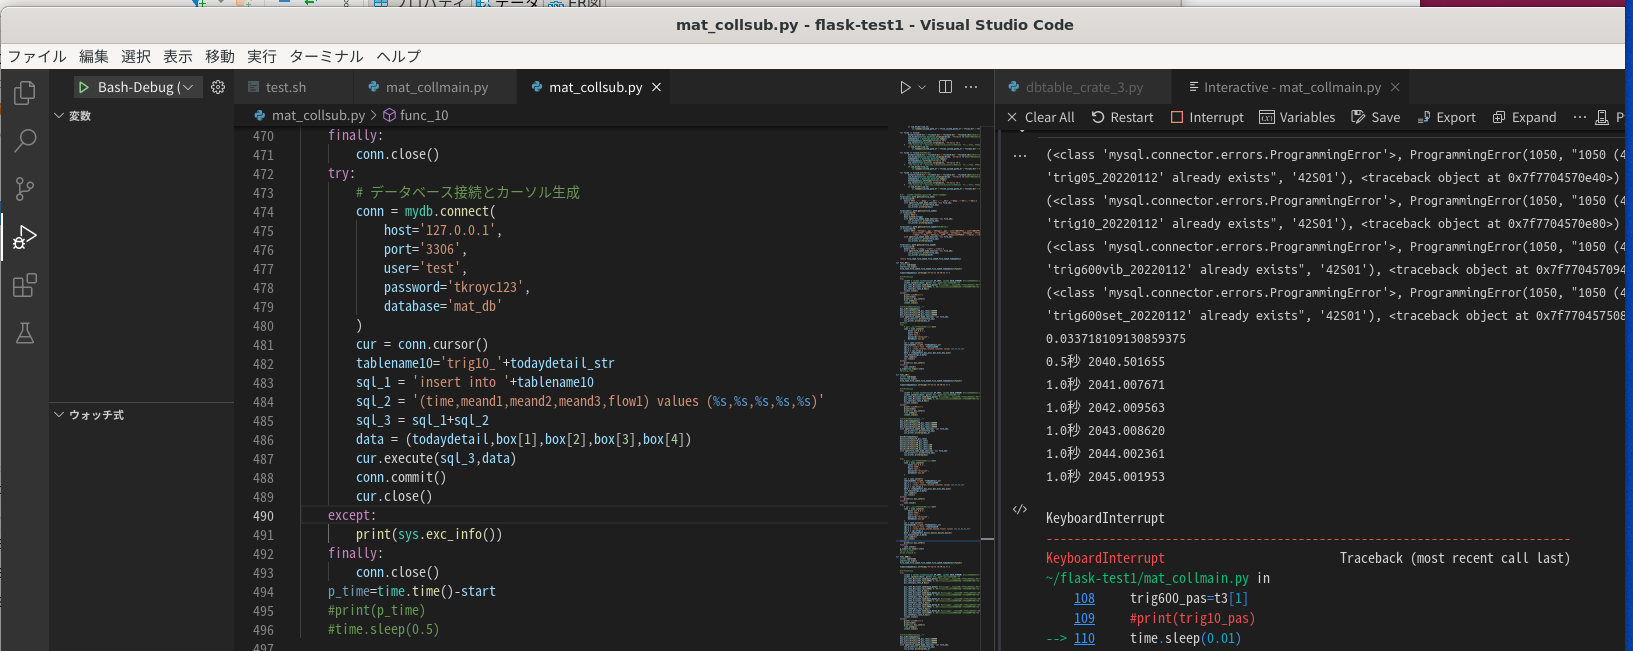 プロパティ データ ER図
mat_collsub.py - flask-test1 - Visual Studio Code
ファイル 編集 選択 表示 移動 実行 ターミナル ヘルプ
Bash-Debug (
変数
ウォッチ式
test.sh mat_collmain.py mat_collsub.py
mat_collsub.py > func_10
470 finally:
471 conn.close()
472 try:
473 # データベース接続とカーソル生成
474 conn = mydb.connect(
475 host='127.0.0.1',
476 port='3306',
477 user='test',
478 password='tkroyc123',
479 database='mat_db'
480 )
481 cur = conn.cursor()
482 tablename10='trig10_'+todaydetail_str
483 sql_1 = 'insert into '+tablename10
484 sql_2 = '(time,meand1,meand2,meand3,flow1) values (%s,%s,%s,%s,%s)'
485 sql_3 = sql_1+sql_2
486 data = (todaydetail,box[1],box[2],box[3],box[4])
487 cur.execute(sql_3,data)
488 conn.commit()
489 cur.close()
490 except:
491 print(sys.exc_info())
492 finally:
493 conn.close()
494 p_time=time.time()-start
495 #print(p_time)
496 #time.sleep(0.5)
497
dbtable_crate_3.py Interactive - mat_collmain.py
Clear All Restart Interrupt Variables Save Export Expand ... P
(<class 'mysql.connector.errors.ProgrammingError'>, ProgrammingError(1050, "1050 (4
'trig05_20220112' already exists", '42S01'), <traceback object at 0x7f7704570e40>)
(<class 'mysql.connector.errors.ProgrammingError'>, ProgrammingError(1050, "1050 (4
'trig10_20220112' already exists", '42S01'), <traceback object at 0x7f7704570e80>)
(<class 'mysql.connector.errors.ProgrammingError'>, ProgrammingError(1050, "1050 (4
'trig600vib_20220112' already exists", '42S01'), <traceback object at 0x7f770457094
(<class 'mysql.connector.errors.ProgrammingError'>, ProgrammingError(1050, "1050 (4
'trig600set_20220112' already exists", '42S01'), <traceback object at 0x7f770457508
0.033718109130859375
0.5秒 2040.501655
1.0秒 2041.007671
1.0秒 2042.009563
1.0秒 2043.008620
1.0秒 2044.002361
1.0秒 2045.001953
KeyboardInterrupt
---------------------------------------------------------------------------
KeyboardInterrupt Traceback (most recent call last)
~/flask-test1/mat_collmain.py in
108 trig600_pas=t3[1]
109 #print(trig10_pas)
--> 110 time.sleep(0.01)